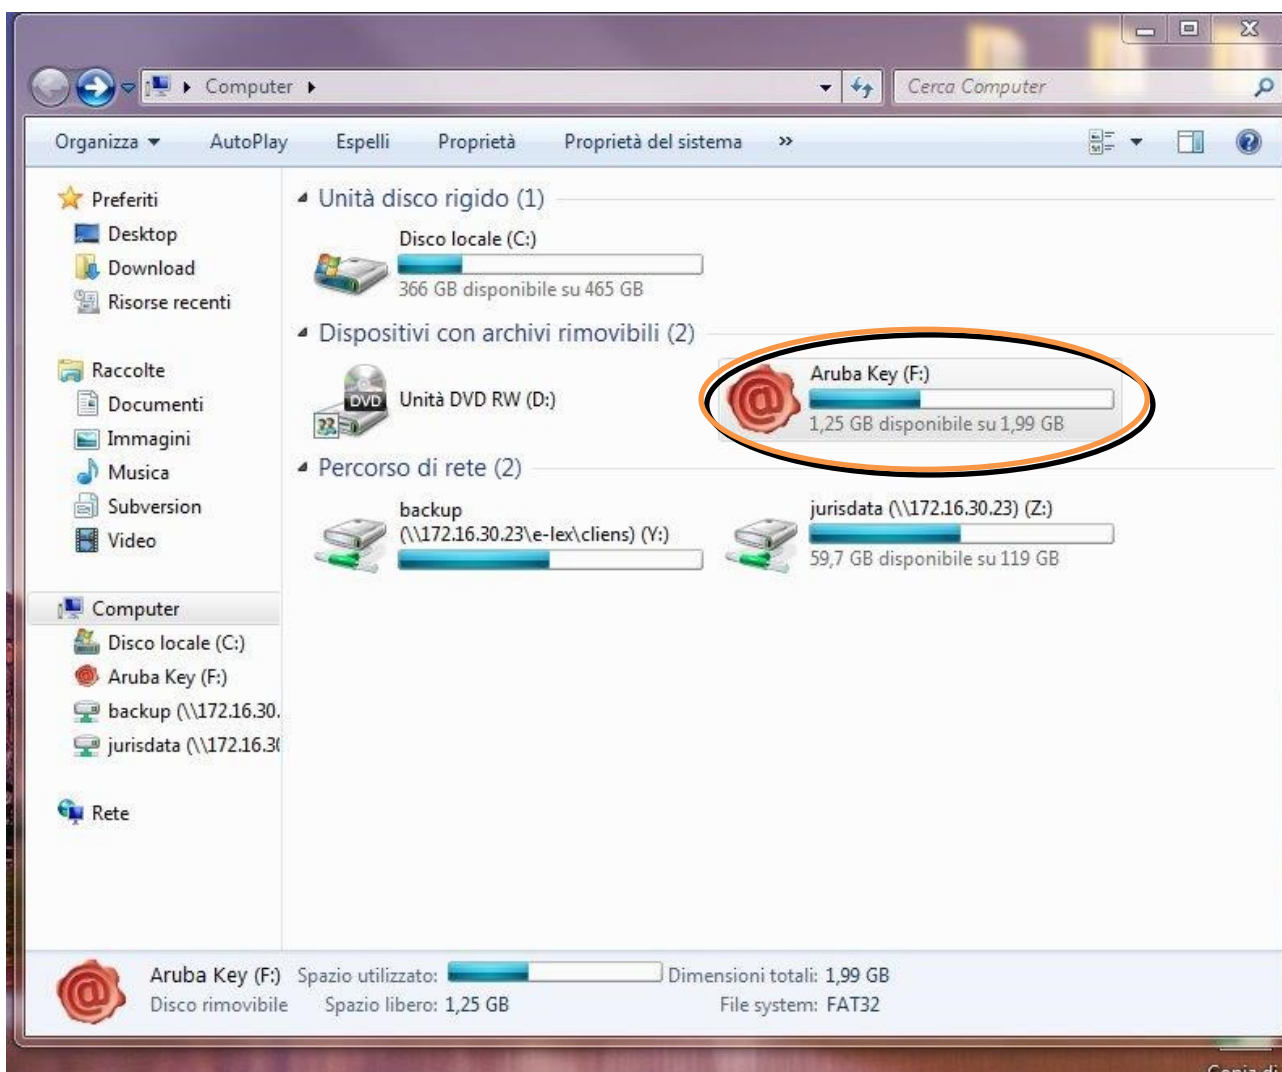 Computer
Cerca Computer
Organizza AutoPlay Espelli Proprietà Proprietà del sistema »
Preferiti
Desktop
Download
Risorse recenti
Raccolte
Documenti
Immagini
Musica
Subversion
Video
Computer
Disco locale (C:)
Aruba Key (F:)
backup (\\172.16.30.
jurisdata (\\172.16.30
Rete
Unità disco rigido (1)
Disco locale (C:)
366 GB disponibile su 465 GB
Dispositivi con archivi rimovibili (2)
DVD
Unità DVD RW (D:)
Aruba Key (F:)
1,25 GB disponibile su 1,99 GB
Percorso di rete (2)
backup
(\\172.16.30.23\e-lex\cliens) (Y:)
jurisdata (\\172.16.30.23) (Z:)
59,7 GB disponibile su 119 GB
Aruba Key (F:) Spazio utilizzato: Dimensioni totali: 1,99 GB
Disco rimovibile Spazio libero: 1,25 GB File system: FAT32